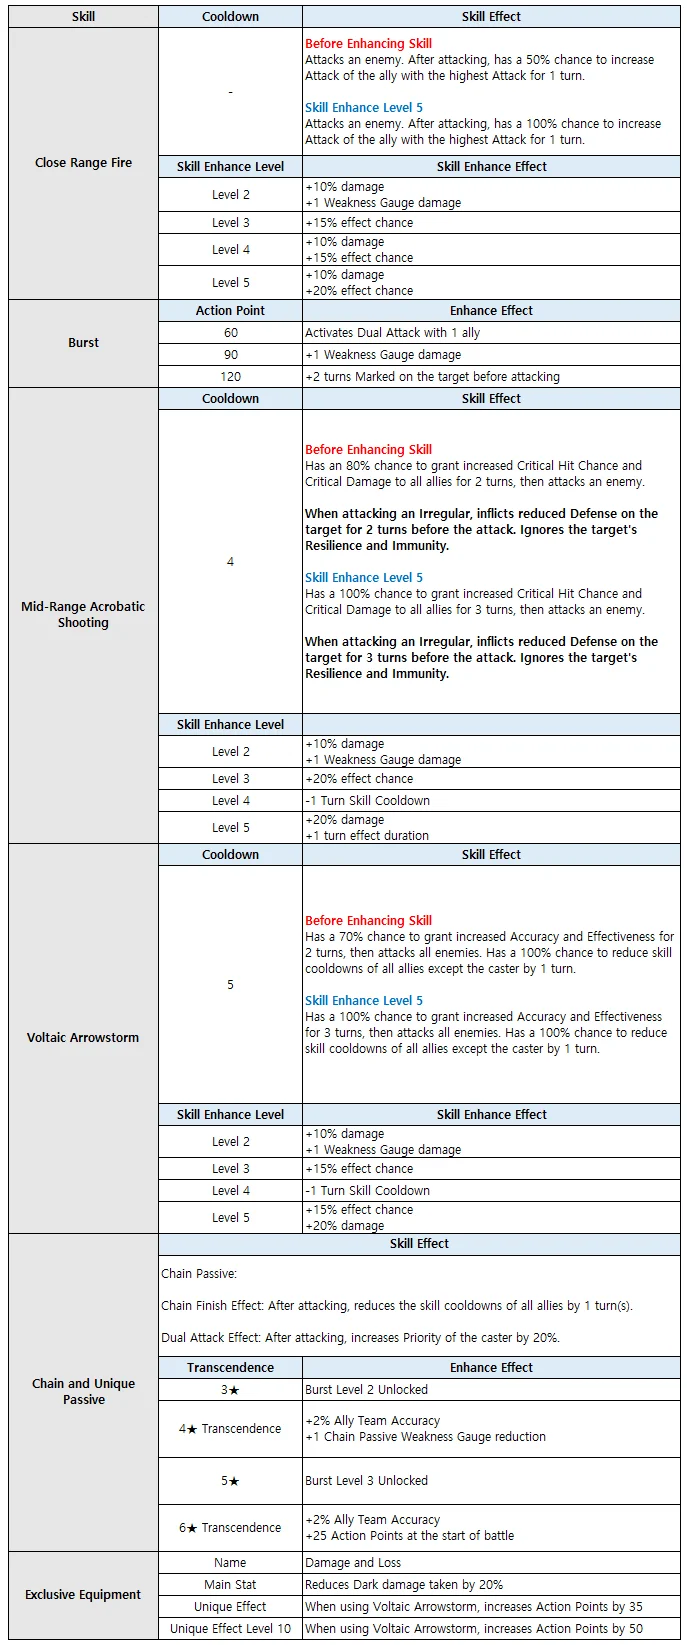 Skill Cooldown Skill Effect
Close Range Fire
-
Before Enhancing Skill
Attacks an enemy. After attacking, has a 50% chance to increase
Attack of the ally with the highest Attack for 1 turn.
Skill Enhance Level 5
Attacks an enemy. After attacking, has a 100% chance to increase
Attack of the ally with the highest Attack for 1 turn.
Skill Enhance Level Skill Enhance Effect
Level 2
+10% damage
+1 Weakness Gauge damage
Level 3 +15% effect chance
Level 4
+10% damage
+15% effect chance
Level 5
+10% damage
+20% effect chance
Burst
Action Point Enhance Effect
60 Activates Dual Attack with 1 ally
90 +1 Weakness Gauge damage
120 +2 turns Marked on the target before attacking
Mid-Range Acrobatic
Shooting
Cooldown Skill Effect
4
Before Enhancing Skill
Has an 80% chance to grant increased Critical Hit Chance and
Critical Damage to all allies for 2 turns, then attacks an enemy.
When attacking an Irregular, inflicts reduced Defense on the
target for 2 turns before the attack. Ignores the target's
Resilience and Immunity.
Skill Enhance Level 5
Has a 100% chance to grant increased Critical Hit Chance and
Critical Damage to all allies for 3 turns, then attacks an enemy.
When attacking an Irregular, inflicts reduced Defense on the
target for 3 turns before the attack. Ignores the target's
Resilience and Immunity.
Skill Enhance Level
Level 2
+10% damage
+1 Weakness Gauge damage
Level 3 +20% effect chance
Level 4 -1 Turn Skill Cooldown
Level 5
+20% damage
+1 turn effect duration
Voltaic Arrowstorm
Cooldown Skill Effect
5
Before Enhancing Skill
Has a 70% chance to grant increased Accuracy and Effectiveness for
2 turns, then attacks all enemies. Has a 100% chance to reduce skill
cooldowns of all allies except the caster by 1 turn.
Skill Enhance Level 5
Has a 100% chance to grant increased Accuracy and Effectiveness
for 3 turns, then attacks all enemies. Has a 100% chance to reduce
skill cooldowns of all allies except the caster by 1 turn.
Skill Enhance Level Skill Enhance Effect
Level 2
+10% damage
+1 Weakness Gauge damage
Level 3 +15% effect chance
Level 4 -1 Turn Skill Cooldown
Level 5
+15% effect chance
+20% damage
Chain and Unique
Passive
Skill Effect
Chain Passive:
Chain Finish Effect: After attacking, reduces the skill cooldowns of all allies by 1 turn(s).
Dual Attack Effect: After attacking, increases Priority of the caster by 20%.
Transcendence Enhance Effect
3★ Burst Level 2 Unlocked
4★ Transcendence
+2% Ally Team Accuracy
+1 Chain Passive Weakness Gauge reduction
5★ Burst Level 3 Unlocked
6★ Transcendence
+2% Ally Team Accuracy
+25 Action Points at the start of battle
Exclusive Equipment
Name Damage and Loss
Main Stat Reduces Dark damage taken by 20%
Unique Effect When using Voltaic Arrowstorm, increases Action Points by 35
Unique Effect Level 10 When using Voltaic Arrowstorm, increases Action Points by 50